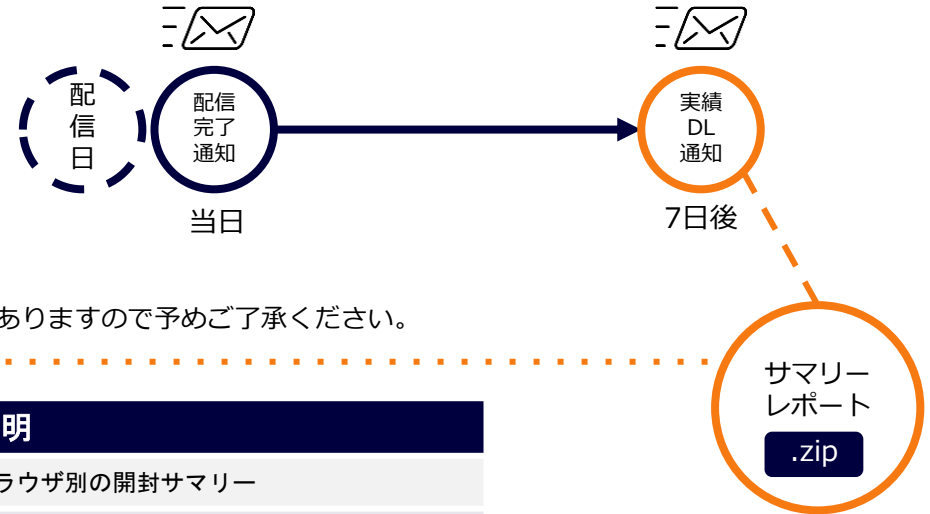 配
信
日
配信
完了
通知
実績
DL
通知
当日
7日後
ありますので予めご了承ください。
サマリー
レポート
.zip
明
ラウザ別の開封サマリー